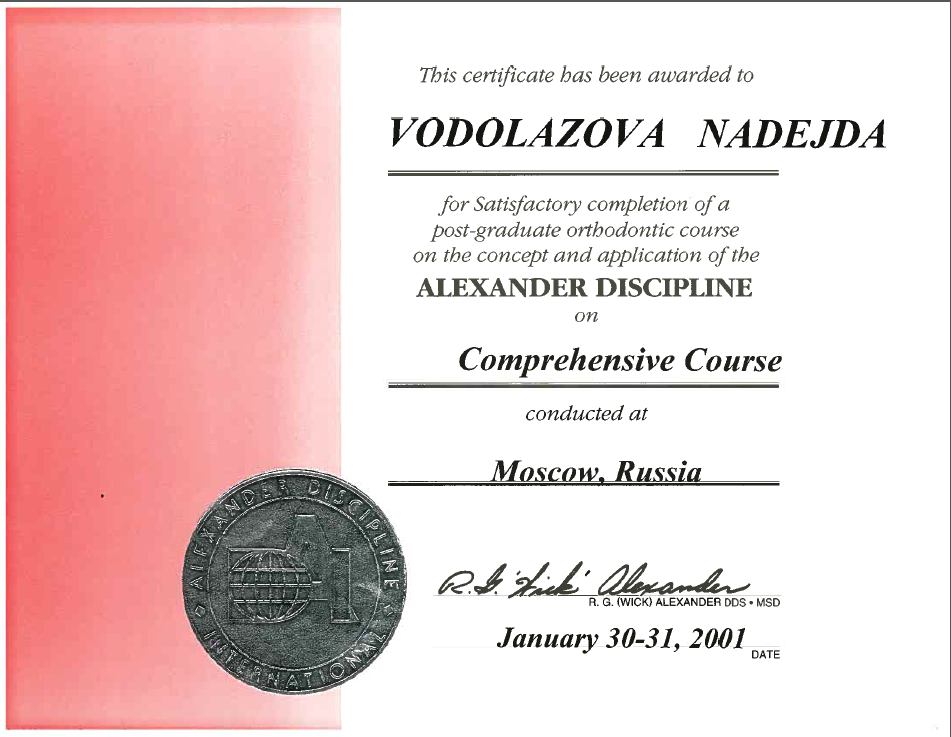 This certificate has been awarded to
VODOLAZOVA NADEJDA
for Satisfactory completion of a
post-graduate orthodontic course
on the concept and application of the
ALEXANDER DISCIPLINE
on
Comprehensive Course
conducted at
Moscow, Russia
ALEXANDER DISCIPLINE
INTERNATIONAL
R. G. 'Wick' Alexander
R. G. (WICK) ALEXANDER DDS • MSD
January 30-31, 2001
DATE